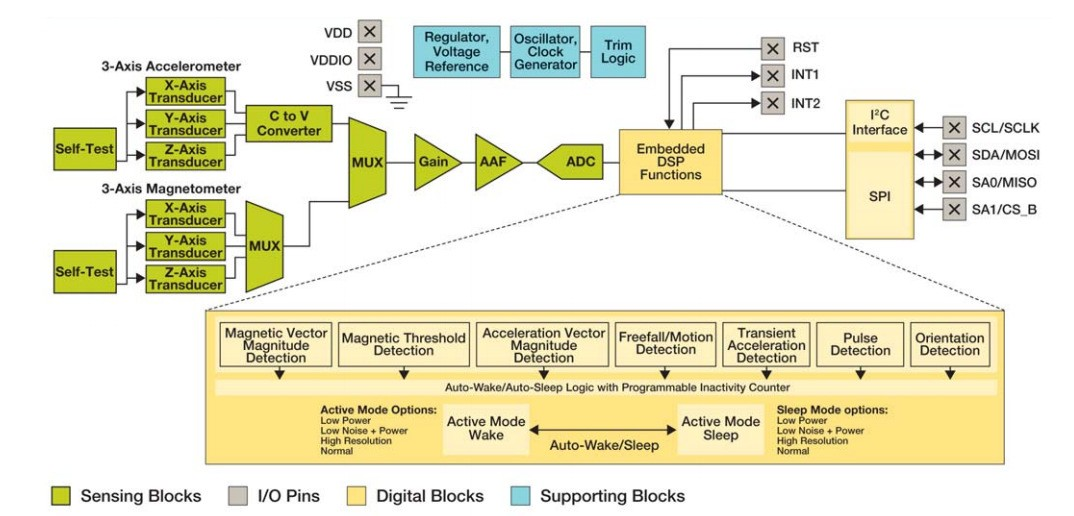 VDD
VDDIO
VSS
Regulator,
Voltage
Reference
Oscillator,
Clock
Generator
Trim
Logic
RST
INT1
INT2
3-Axis Accelerometer
Self-Test
X-Axis
Transducer
Y-Axis
Transducer
Z-Axis
Transducer
C to V
Converter
MUX
Gain
AAF
ADC
Embedded
DSP
Functions
I²C
Interface
SPI
SCL/SCLK
SDA/MOSI
SA0/MISO
SA1/CS_B
3-Axis Magnetometer
Self-Test
X-Axis
Transducer
Y-Axis
Transducer
Z-Axis
Transducer
MUX
Magnetic Vector
Magnitude
Detection
Magnetic Threshold
Detection
Acceleration Vector
Magnitude
Detection
Freefall/Motion
Detection
Transient
Acceleration
Detection
Pulse
Detection
Orientation
Detection
Auto-Wake/Auto-Sleep Logic with Programmable Inactivity Counter
Active Mode Options:
Low Power
Low Noise + Power
High Resolution
Normal
Active Mode
Wake
Auto-Wake/Sleep
Active Mode
Sleep
Sleep Mode options:
Low Power
Low Noise + Power
High Resolution
Normal
Sensing Blocks
I/O Pins
Digital Blocks
Supporting Blocks